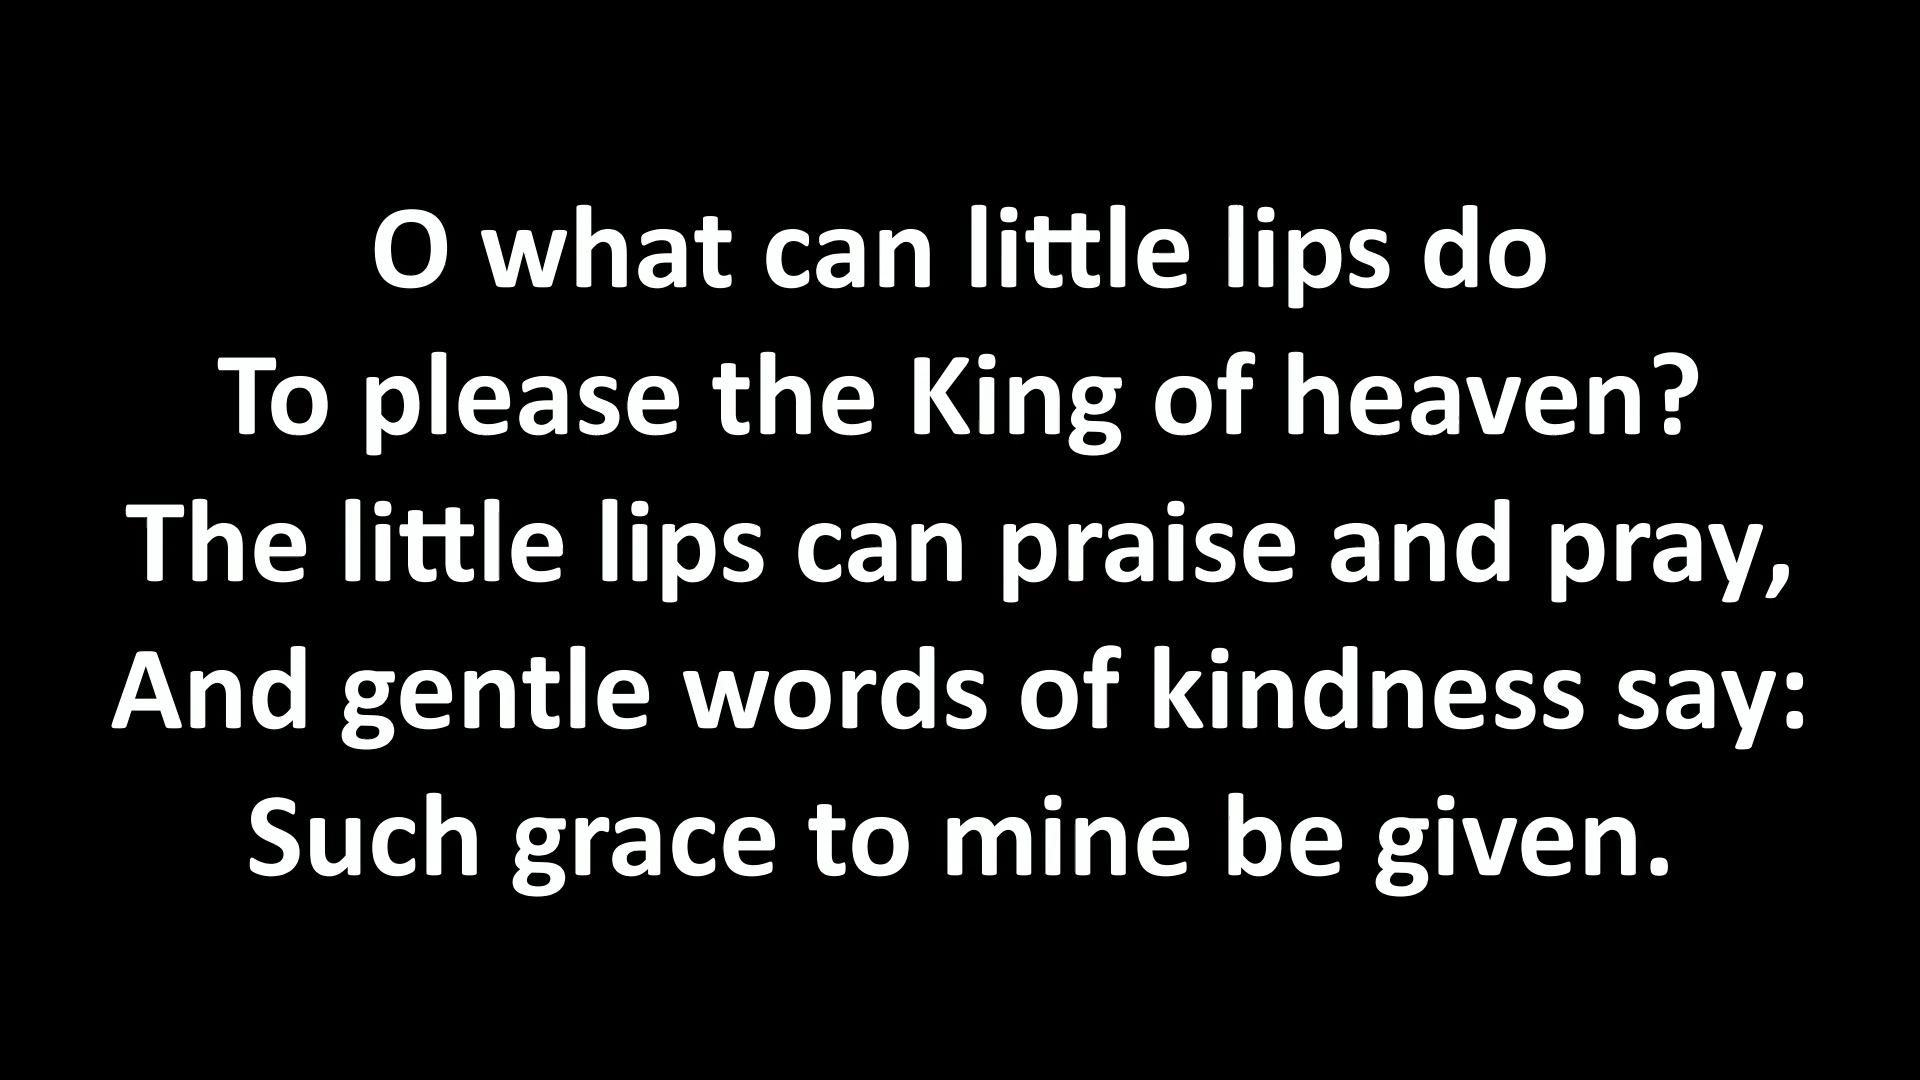 O what can little lips do
To please the King of heaven?
The little lips can praise and pray,
And gentle words of kindness say:
Such grace to mine be given.